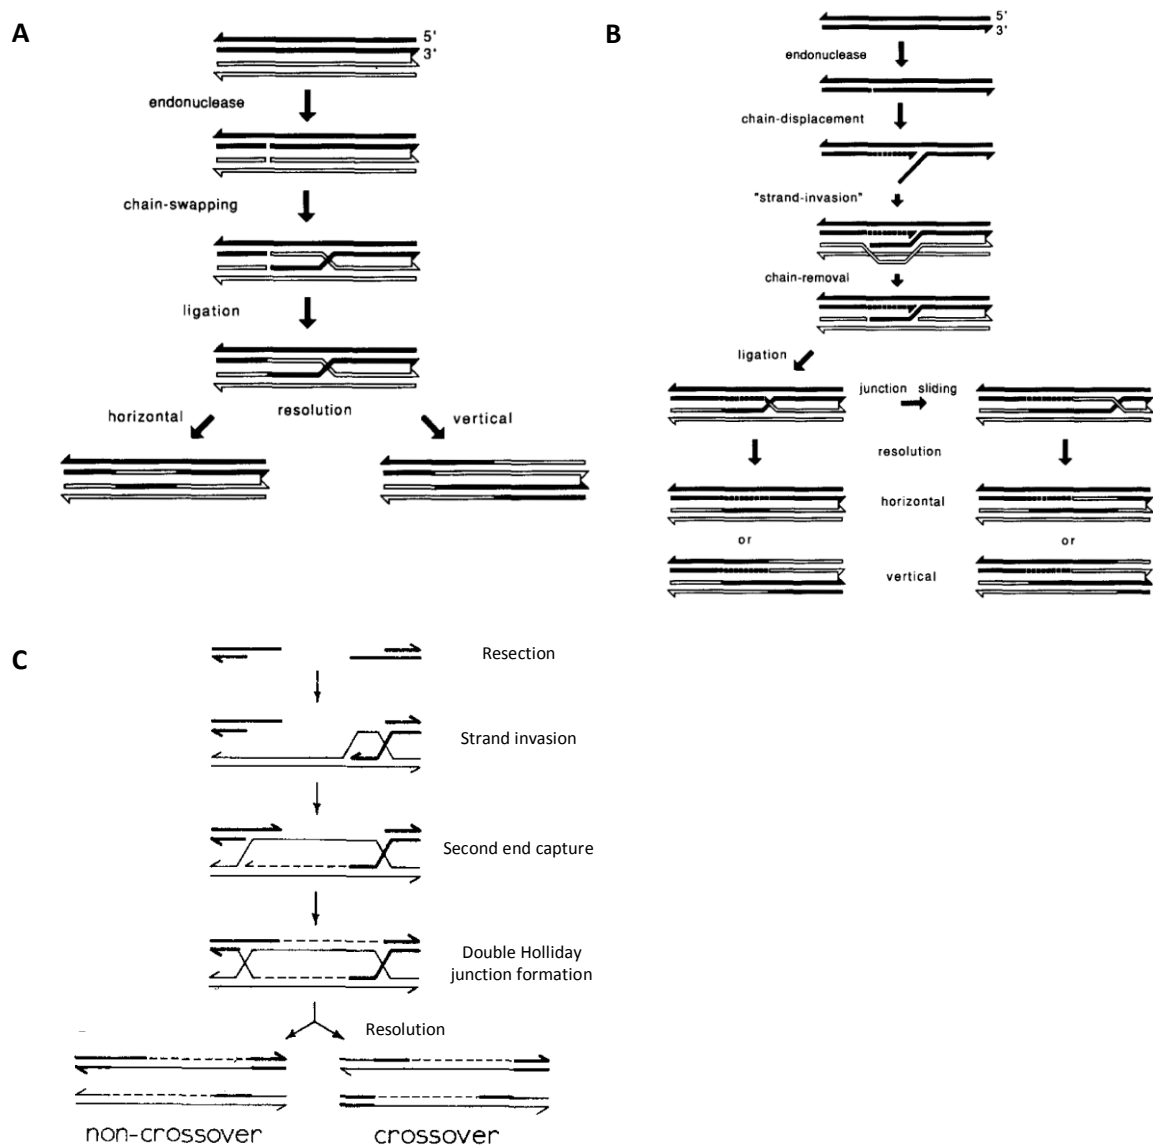 A
5'
3'
endonuclease
chain-swapping
ligation
horizontal
resolution
vertical
B
5'
3'
endonuclease
chain-displacement
"strand-invasion"
chain-removal
ligation
junction sliding
resolution
horizontal
or
or
vertical
C
Resection
Strand invasion
Second end capture
Double Holliday
junction formation
Resolution
non-crossover
crossover